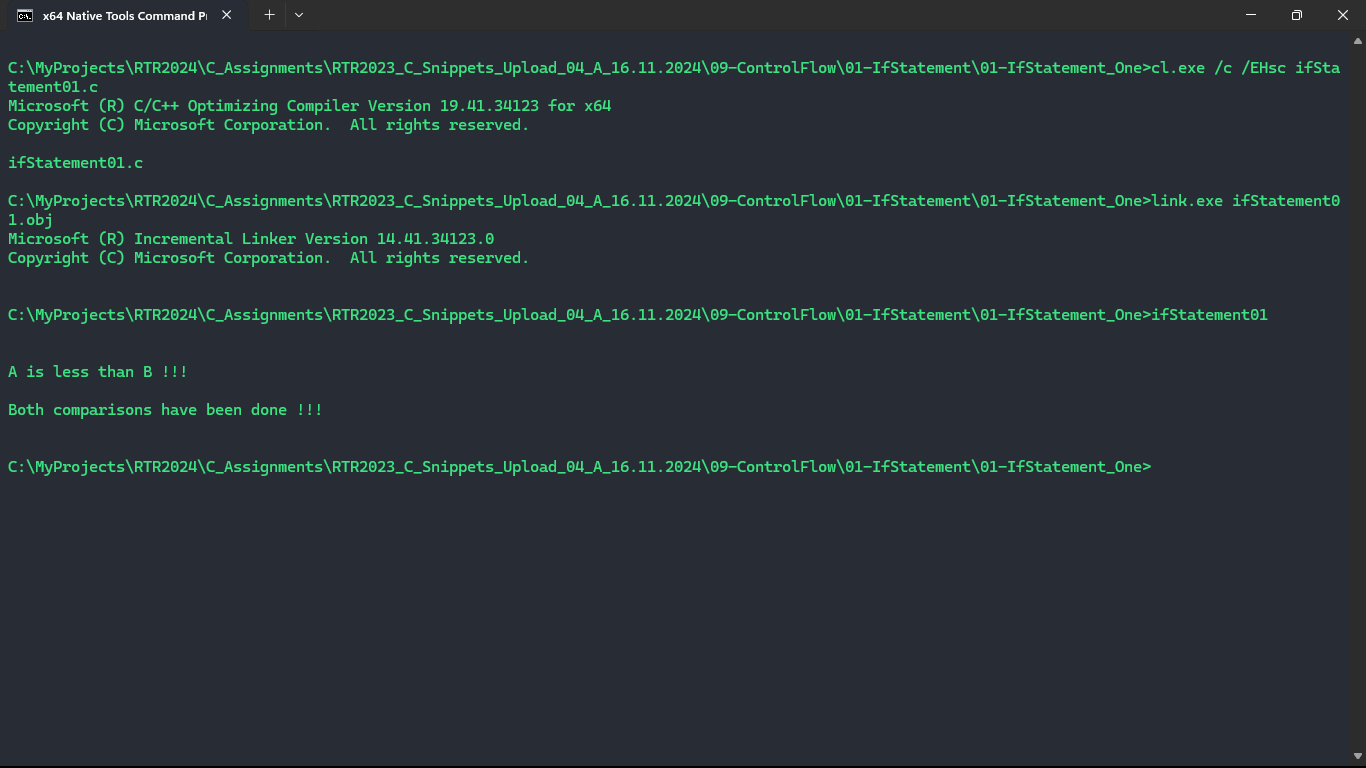 x64 Native Tools Command Pr
C:\MyProjects\RTR2024\C_Assignments\RTR2023_C_Snippets_Upload_04_A_16.11.2024\09-ControlFlow\01-IfStatement\01-IfStatement_One>cl.exe /c /EHsc ifSta
tement01.c
Microsoft (R) C/C++ Optimizing Compiler Version 19.41.34123 for x64
Copyright (C) Microsoft Corporation.  All rights reserved.
ifStatement01.c
C:\MyProjects\RTR2024\C_Assignments\RTR2023_C_Snippets_Upload_04_A_16.11.2024\09-ControlFlow\01-IfStatement\01-IfStatement_One>link.exe ifStatement0
1.obj
Microsoft (R) Incremental Linker Version 14.41.34123.0
Copyright (C) Microsoft Corporation.  All rights reserved.
C:\MyProjects\RTR2024\C_Assignments\RTR2023_C_Snippets_Upload_04_A_16.11.2024\09-ControlFlow\01-IfStatement\01-IfStatement_One>ifStatement01
A is less than B !!!
Both comparisons have been done !!!
C:\MyProjects\RTR2024\C_Assignments\RTR2023_C_Snippets_Upload_04_A_16.11.2024\09-ControlFlow\01-IfStatement\01-IfStatement_One>